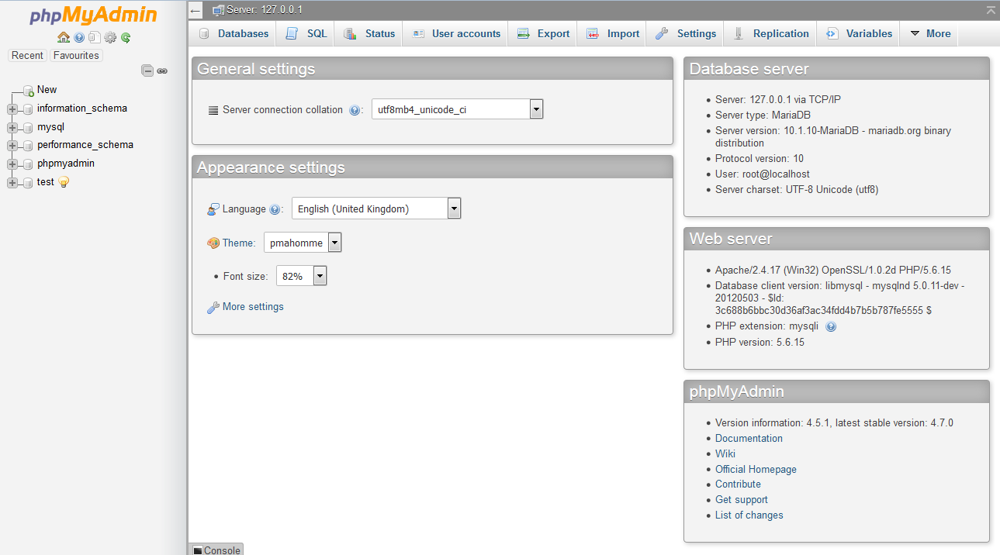 phpMyAdmin
Recent Favourites
New
information_schema
mysql
performance_schema
phpmyadmin
test
Server: 127.0.0.1
Databases SQL Status User accounts Export Import Settings Replication Variables More
General settings
Server connection collation : utf8mb4_unicode_ci
Appearance settings
Language : English (United Kingdom)
Theme: pmahomme
Font size: 82%
More settings
Database server
Server: 127.0.0.1 via TCP/IP
Server type: MariaDB
Server version: 10.1.10-MariaDB - mariadb.org binary
distribution
Protocol version: 10
User: root@localhost
Server charset: UTF-8 Unicode (utf8)
Web server
Apache/2.4.17 (Win32) OpenSSL/1.0.2d PHP/5.6.15
Database client version: libmysql - mysqlnd 5.0.11-dev -
20120503 - $Id:
3c688b6bbc30d36af3ac34fdd4b7b5b787fe5555 $
PHP extension: mysqli
PHP version: 5.6.15
phpMyAdmin
Version information: 4.5.1, latest stable version: 4.7.0
Documentation
Wiki
Official Homepage
Contribute
Get support
List of changes
Console